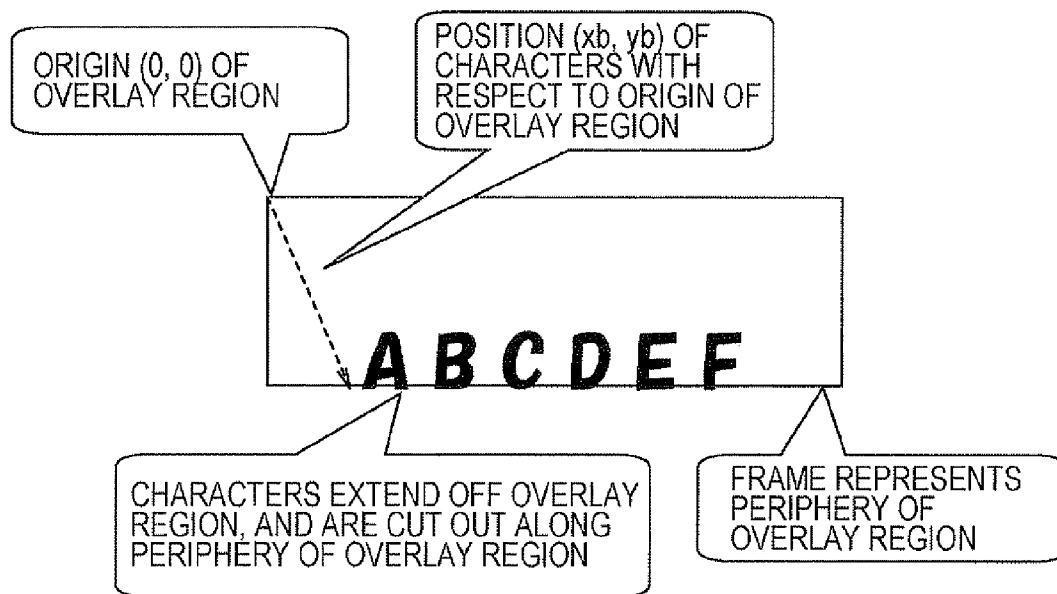 ORIGIN (0, 0) OF
OVERLAY REGION
POSITION (xb, yb) OF
CHARACTERS WITH
RESPECT TO ORIGIN OF
OVERLAY REGION
ABCDEF
CHARACTERS EXTEND OFF OVERLAY
REGION, AND ARE CUT OUT ALONG
PERIPHERY OF OVERLAY REGION
FRAME REPRESENTS
PERIPHERY OF
OVERLAY REGION